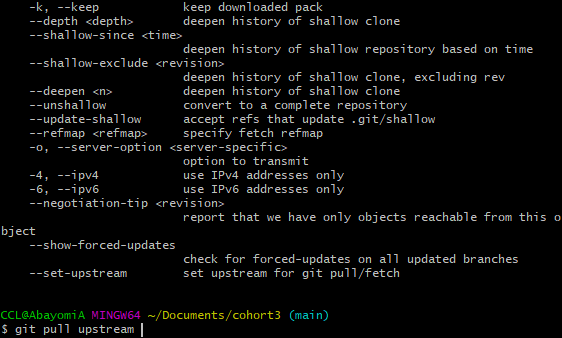 -k, --keep keep downloaded pack
--depth <depth> deepen history of shallow clone
--shallow-since <time>
deepen history of shallow repository based on time
--shallow-exclude <revision>
deepen history of shallow clone, excluding rev
--deepen <n> deepen history of shallow clone
--unshallow convert to a complete repository
--update-shallow accept refs that update .git/shallow
--refmap <refmap> specify fetch refmap
-o, --server-option <server-specific>
option to transmit
-4, --ipv4 use IPv4 addresses only
-6, --ipv6 use IPv6 addresses only
--negotiation-tip <revision>
report that we have only objects reachable from this o
bject
--show-forced-updates
check for forced-updates on all updated branches
--set-upstream set upstream for git pull/fetch
CCL@AbayomiA MINGW64 ~/Documents/cohort3 (main)
$ git pull upstream